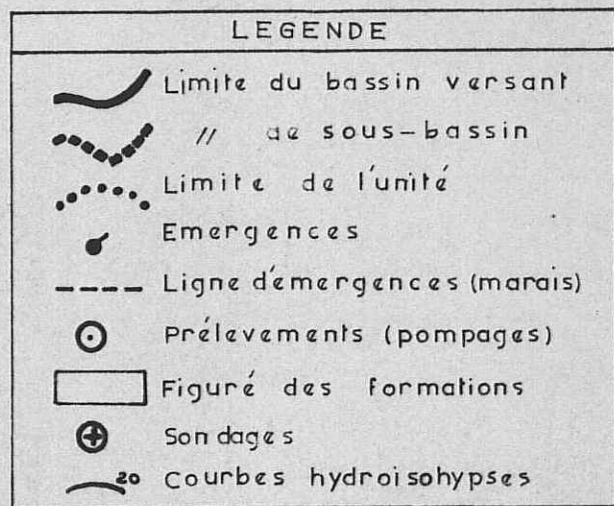 LEGENDE
Limite du bassin versant
// de sous-bassin
Limite de l'unité
Emergences
Ligne d'émergences (marais)
Prélevements (pompages)
Figuré des formations
Sondages
20 Courbes hydroisohypses